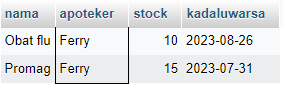 nama apoteker stock kadaluwarsa
Obat flu Ferry 10 2023-08-26
Promag Ferry 15 2023-07-31